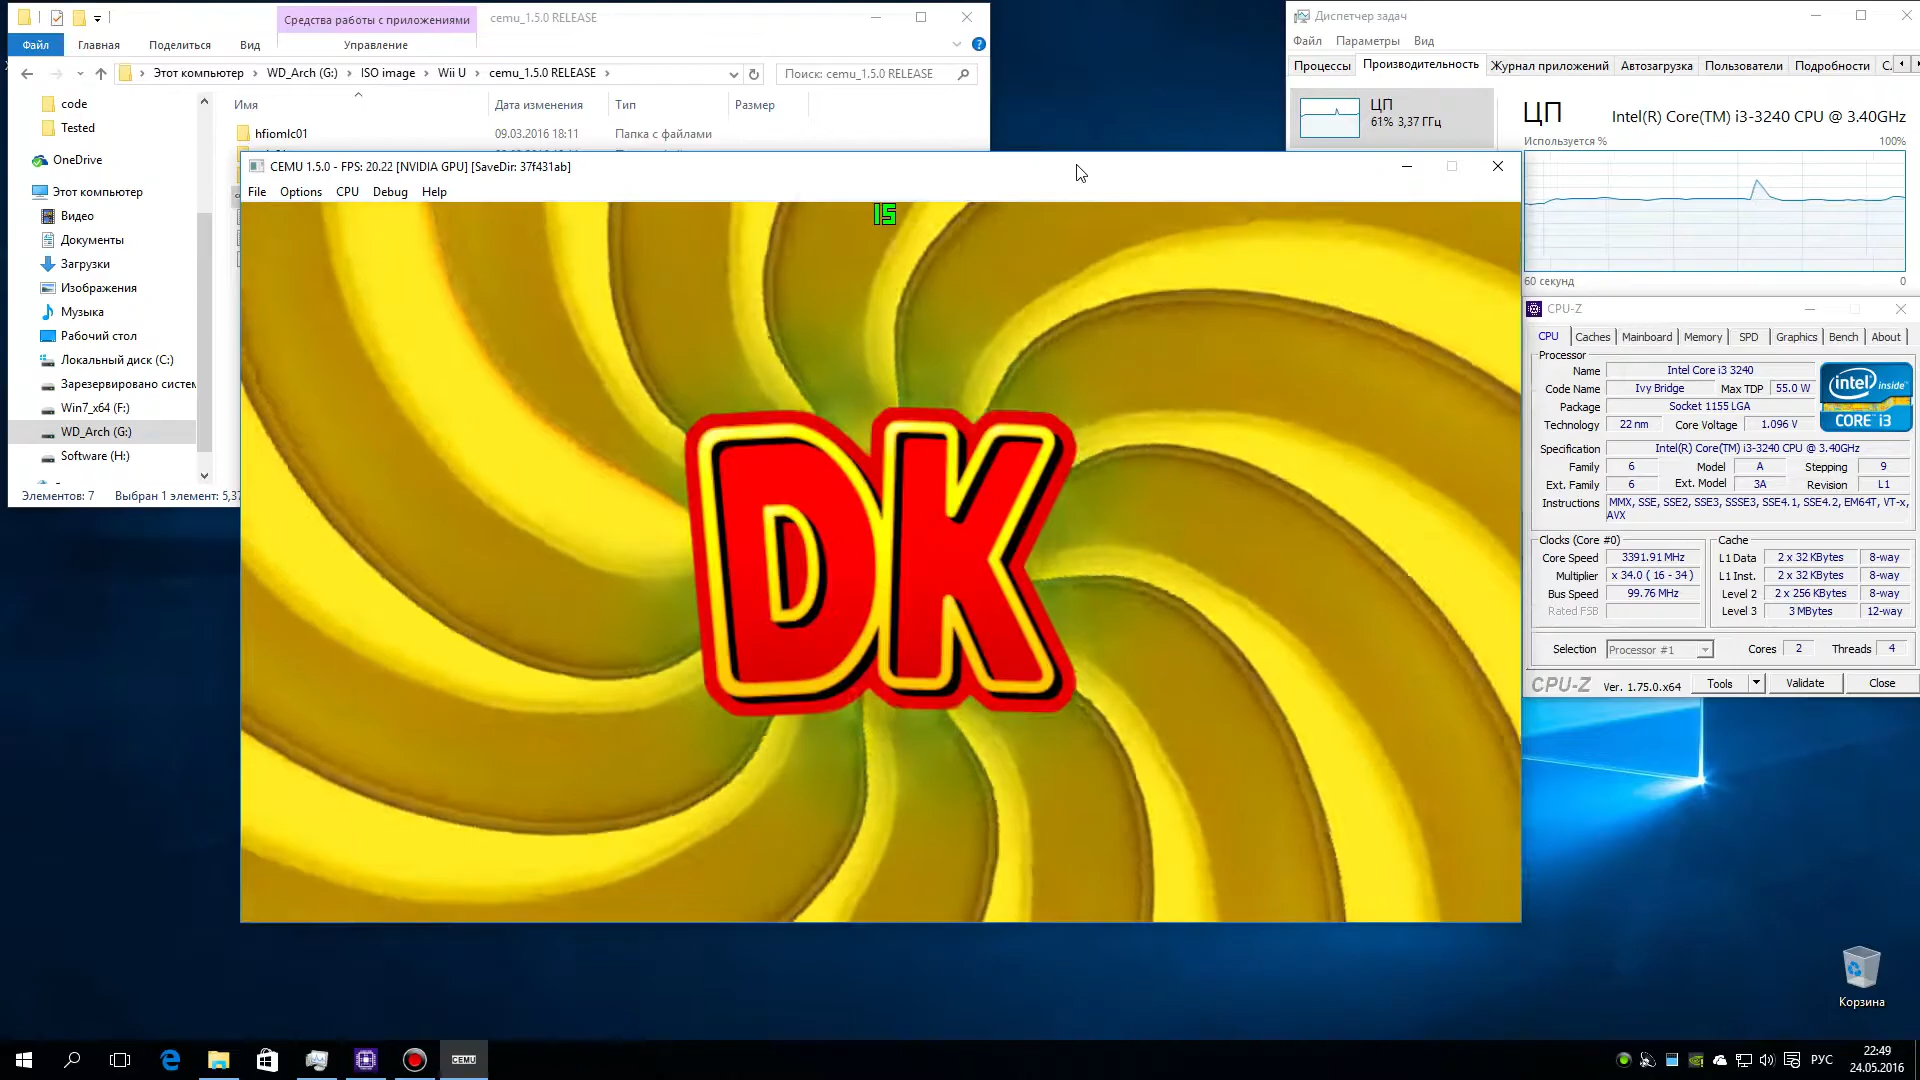 Средства работы с приложениями
cemu_1.5.0 RELEASE
Файл
Главная
Поделиться
Вид
Управление
Этот компьютер
WD_Arch (G:)
ISO image
Wii U
cemu_1.5.0 RELEASE
Поиск: cemu_1.5.0 RELEASE
Имя
Дата изменения
Тип
Размер
hfiomlc01
09.03.2016 18:11
Папка с файлами
code
Tested
OneDrive
Этот компьютер
Видео
Документы
Загрузки
Изображения
Музыка
Рабочий стол
Локальный диск (C:)
Зарезервировано систем
Win7_x64 (F:)
WD_Arch (G:)
Software (H:)
Элементов: 7
Выбран 1 элемент: 5,37
CEMU 1.5.0 - FPS: 20.22 [NVIDIA GPU] [SaveDir: 37f431ab]
File Options CPU Debug Help
15
DK
Диспетчер задач
Файл Параметры Вид
Процессы
Производительность
Журнал приложений
Автозагрузка
Пользователи
Подробности
ЦП
61% 3,37 ГГц
ЦП
Intel(R) Core(TM) i3-3240 CPU @ 3.40GHz
Используется %
100%
60 секунд
0
CPU-Z
CPU Caches Mainboard Memory SPD Graphics Bench About
Processor
Name Intel Core i3 3240
Code Name Ivy Bridge Max TDP 55.0 W
Package Socket 1155 LGA
Technology 22 nm Core Voltage 1.096 V
intel inside
CORE i3
Specification Intel(R) Core(TM) i3-3240 CPU @ 3.40GHz
Family 6 Model A Stepping 9
Ext. Family 6 Ext. Model 3A Revision L1
Instructions MMX, SSE, SSE2, SSE3, SSSE3, SSE4.1, SSE4.2, EM64T, VT-x,
AVX
Clocks (Core #0)
Core Speed 3391.91 MHz
Multiplier x 34.0 ( 16 - 34 )
Bus Speed 99.76 MHz
Rated FSB
Cache
L1 Data 2 x 32 KBytes 8-way
L1 Inst. 2 x 32 KBytes 8-way
Level 2 2 x 256 KBytes 8-way
Level 3 3 MBytes 12-way
Selection Processor #1 Cores 2 Threads 4
CPU-Z Ver. 1.75.0.x64 Tools Validate Close
Корзина
CEMU
РУС
22:49
24.05.2016